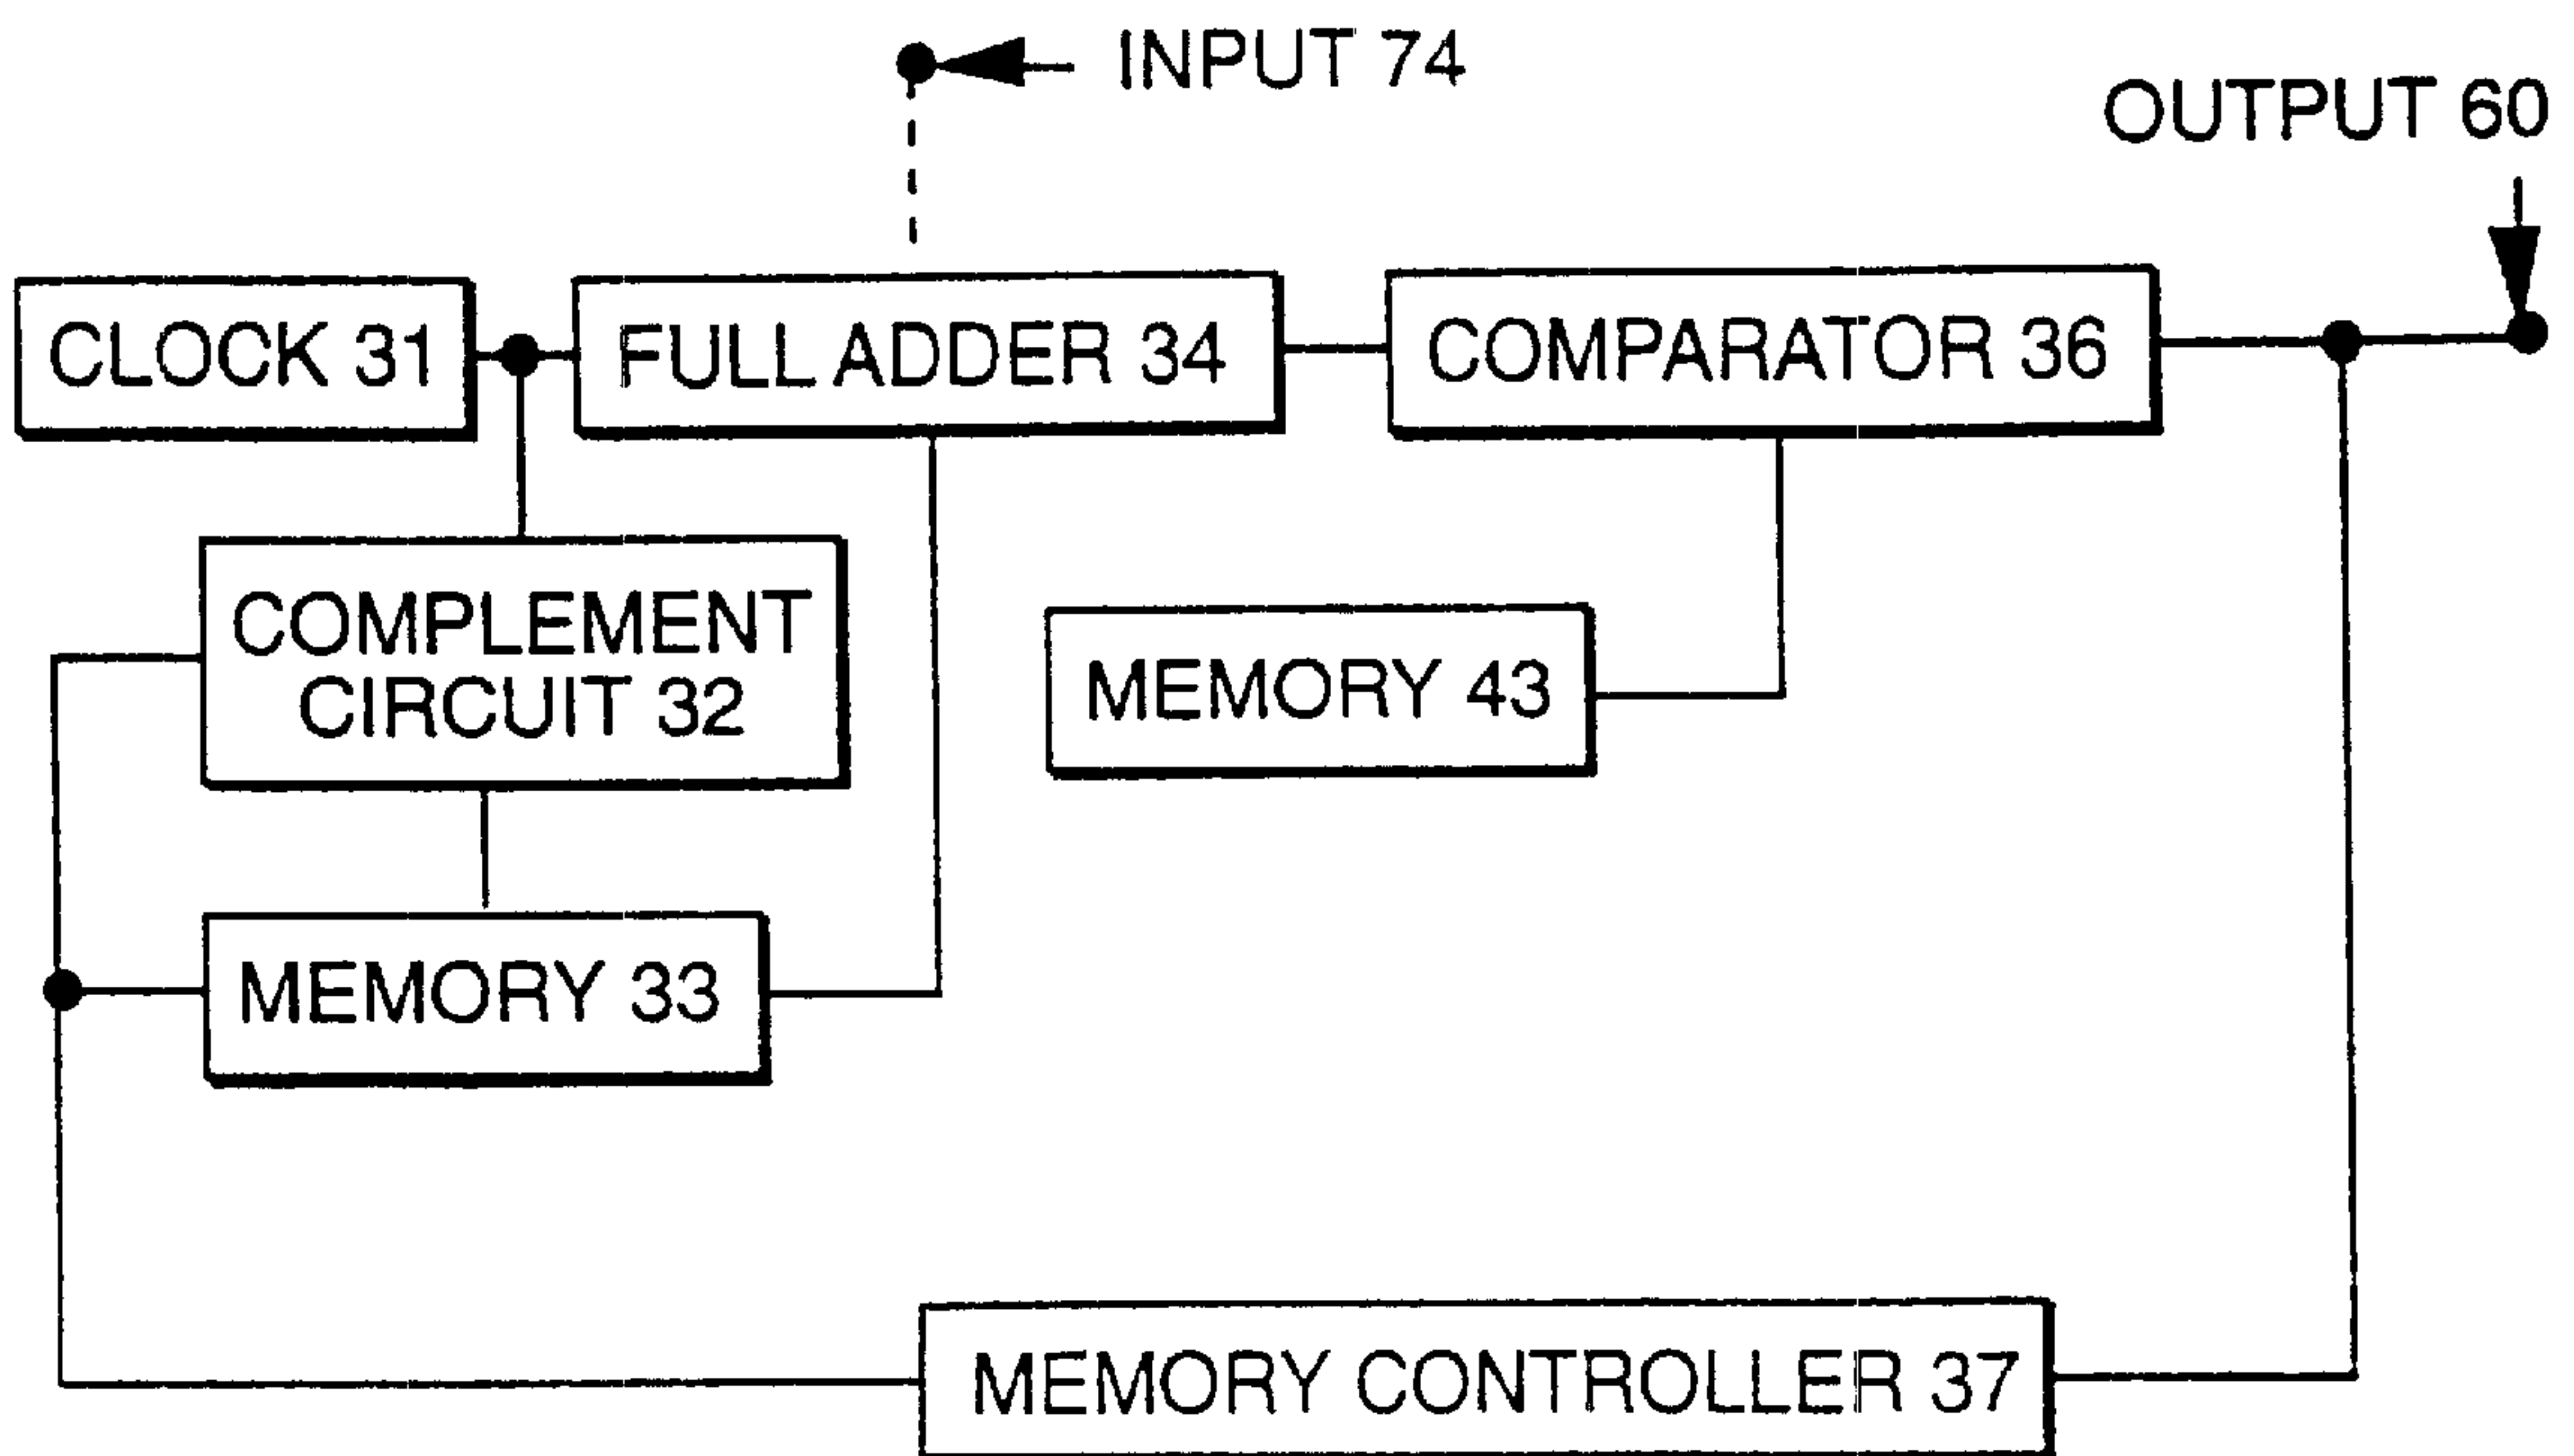 INPUT 74
OUTPUT 60
CLOCK 31
FULL ADDER 34
COMPARATOR 36
COMPLEMENT
CIRCUIT 32
MEMORY 43
MEMORY 33
MEMORY CONTROLLER 37